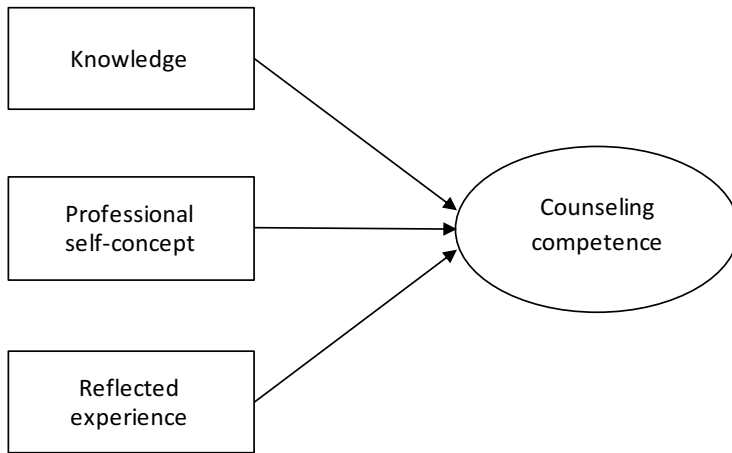 Knowledge
Professional
self-concept
Counseling
competence
Reflected
experience